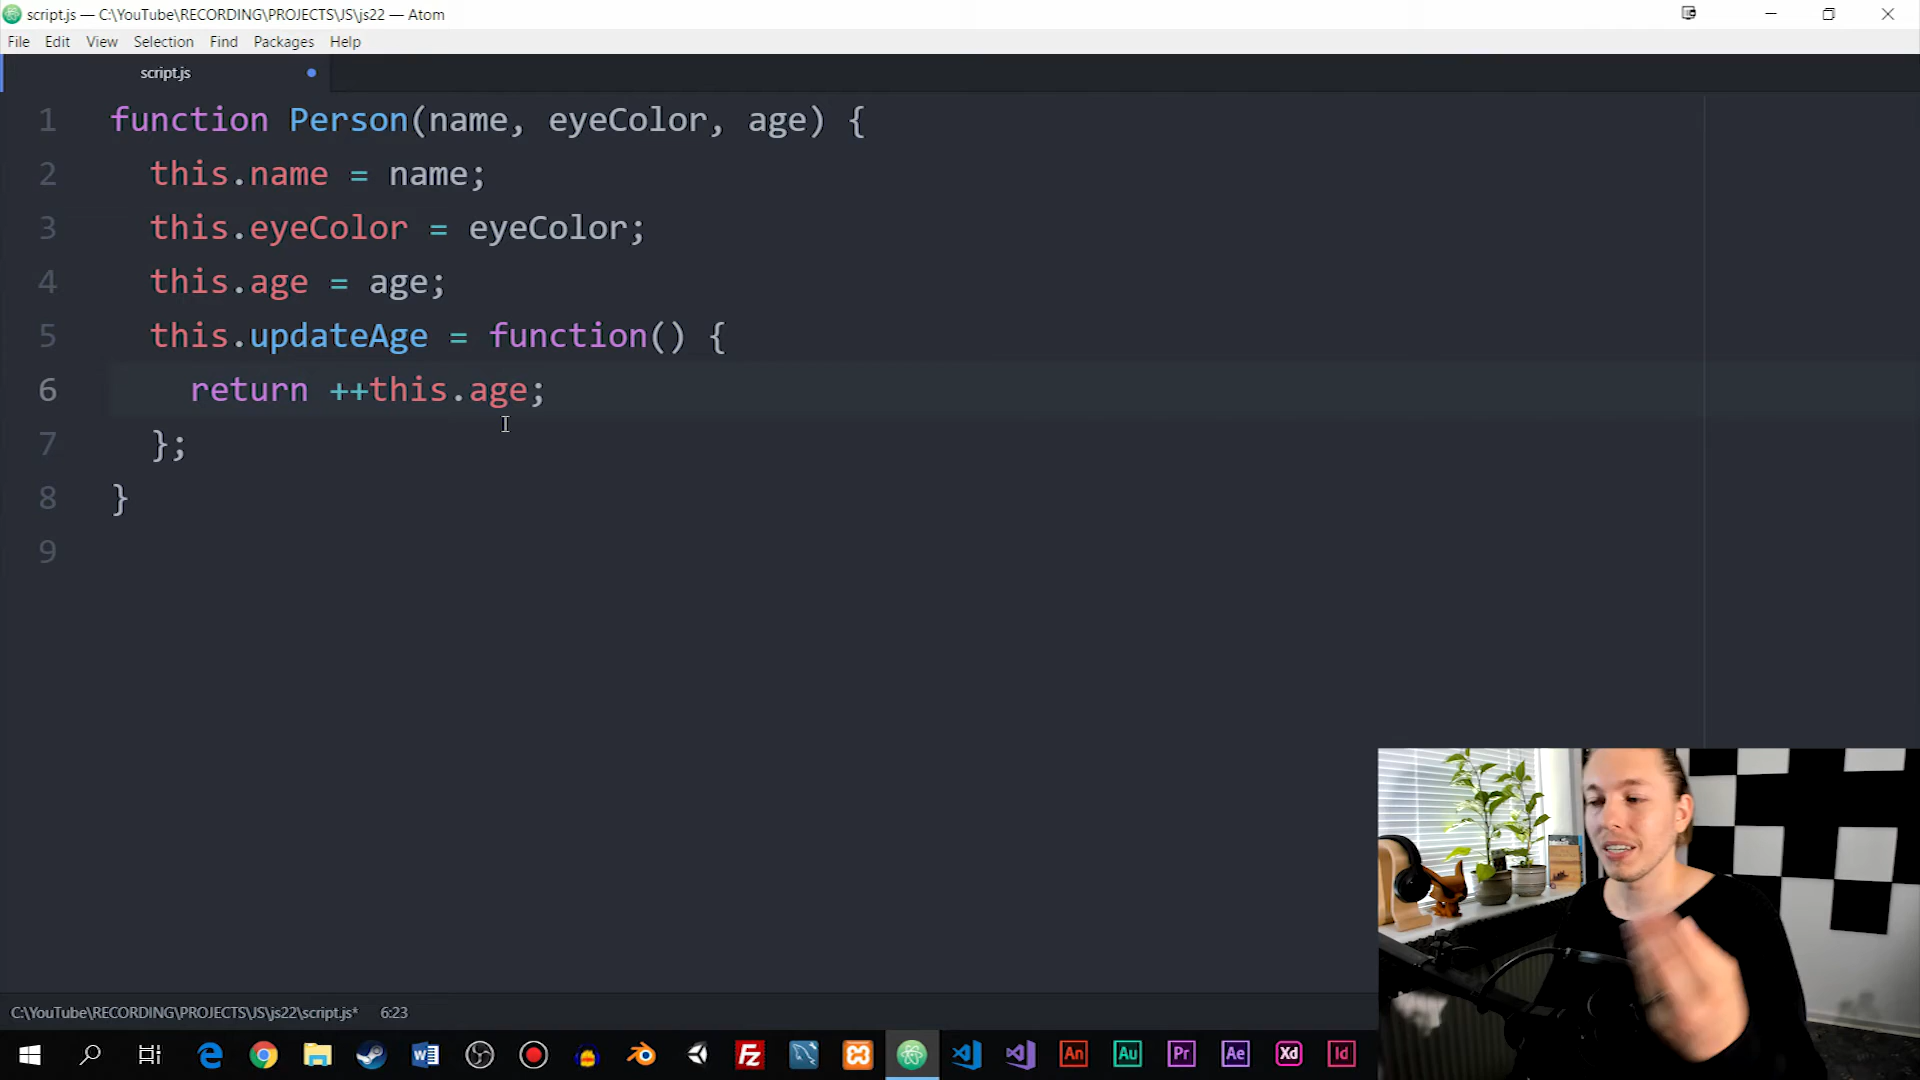 script.js — C:\YouTube\RECORDING\PROJECTS\JS\js22 — Atom
File Edit View Selection Find Packages Help
script.js
1 function Person(name, eyeColor, age) {
2 this.name = name;
3 this.eyeColor = eyeColor;
4 this.age = age;
5 this.updateAge = function() {
6 return ++this.age;
7 };
8 }
9
C:\YouTube\RECORDING\PROJECTS\JS\js22\script.js* 6:23
Fz An Au Pr Ae Xd Id